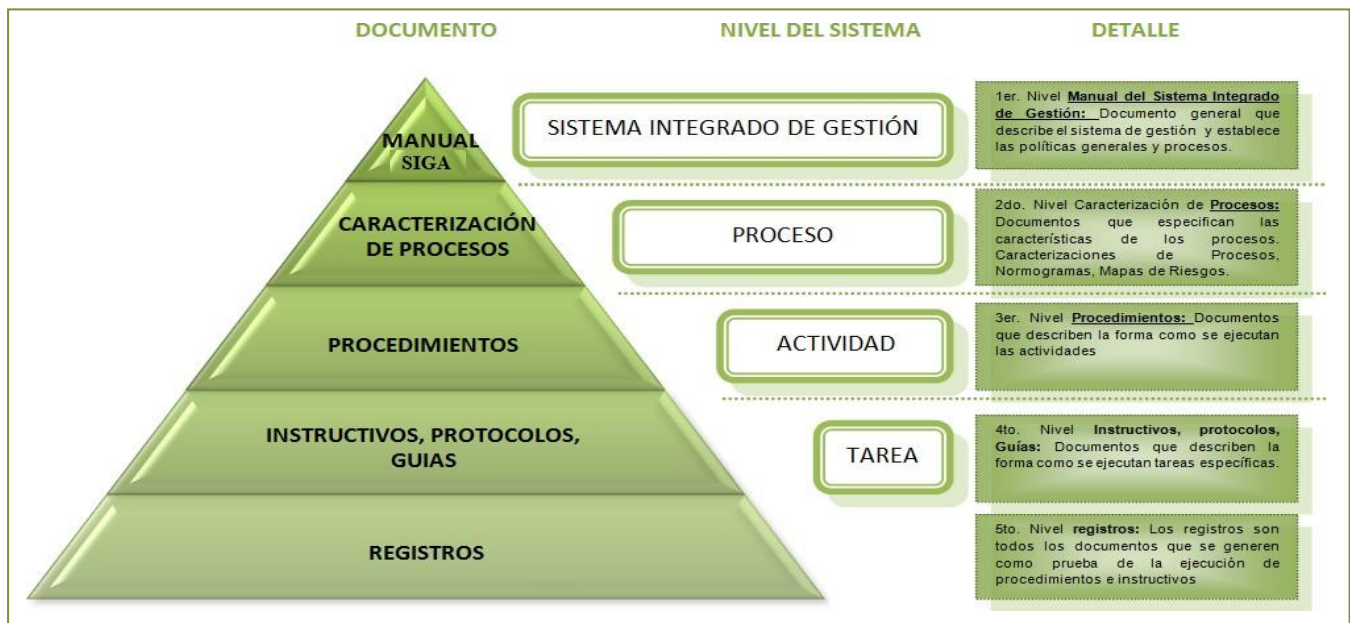 DOCUMENTO
NIVEL DEL SISTEMA
DETALLE
MANUAL
SIGA
SISTEMA INTEGRADO DE GESTIÓN
1er. Nivel Manual del Sistema Integrado
de Gestión: Documento general que
describe el sistema de gestión y establece
las políticas generales y procesos.
CARACTERIZACIÓN
DE PROCESOS
PROCESO
2do. Nivel Caracterización de Procesos:
Documentos que especifican las
características de los procesos.
Caracterizaciones de Procesos,
Normogramas, Mapas de Riesgos.
PROCEDIMIENTOS
ACTIVIDAD
3er. Nivel Procedimientos: Documentos
que describen la forma como se ejecutan
las actividades
INSTRUCTIVOS, PROTOCOLOS,
GUIAS
TAREA
4to. Nivel Instructivos, protocolos,
Guías: Documentos que describen la
forma como se ejecutan tareas específicas.
REGISTROS
5to. Nivel registros: Los registros son
todos los documentos que se generen
como prueba de la ejecución de
procedimientos e instructivos